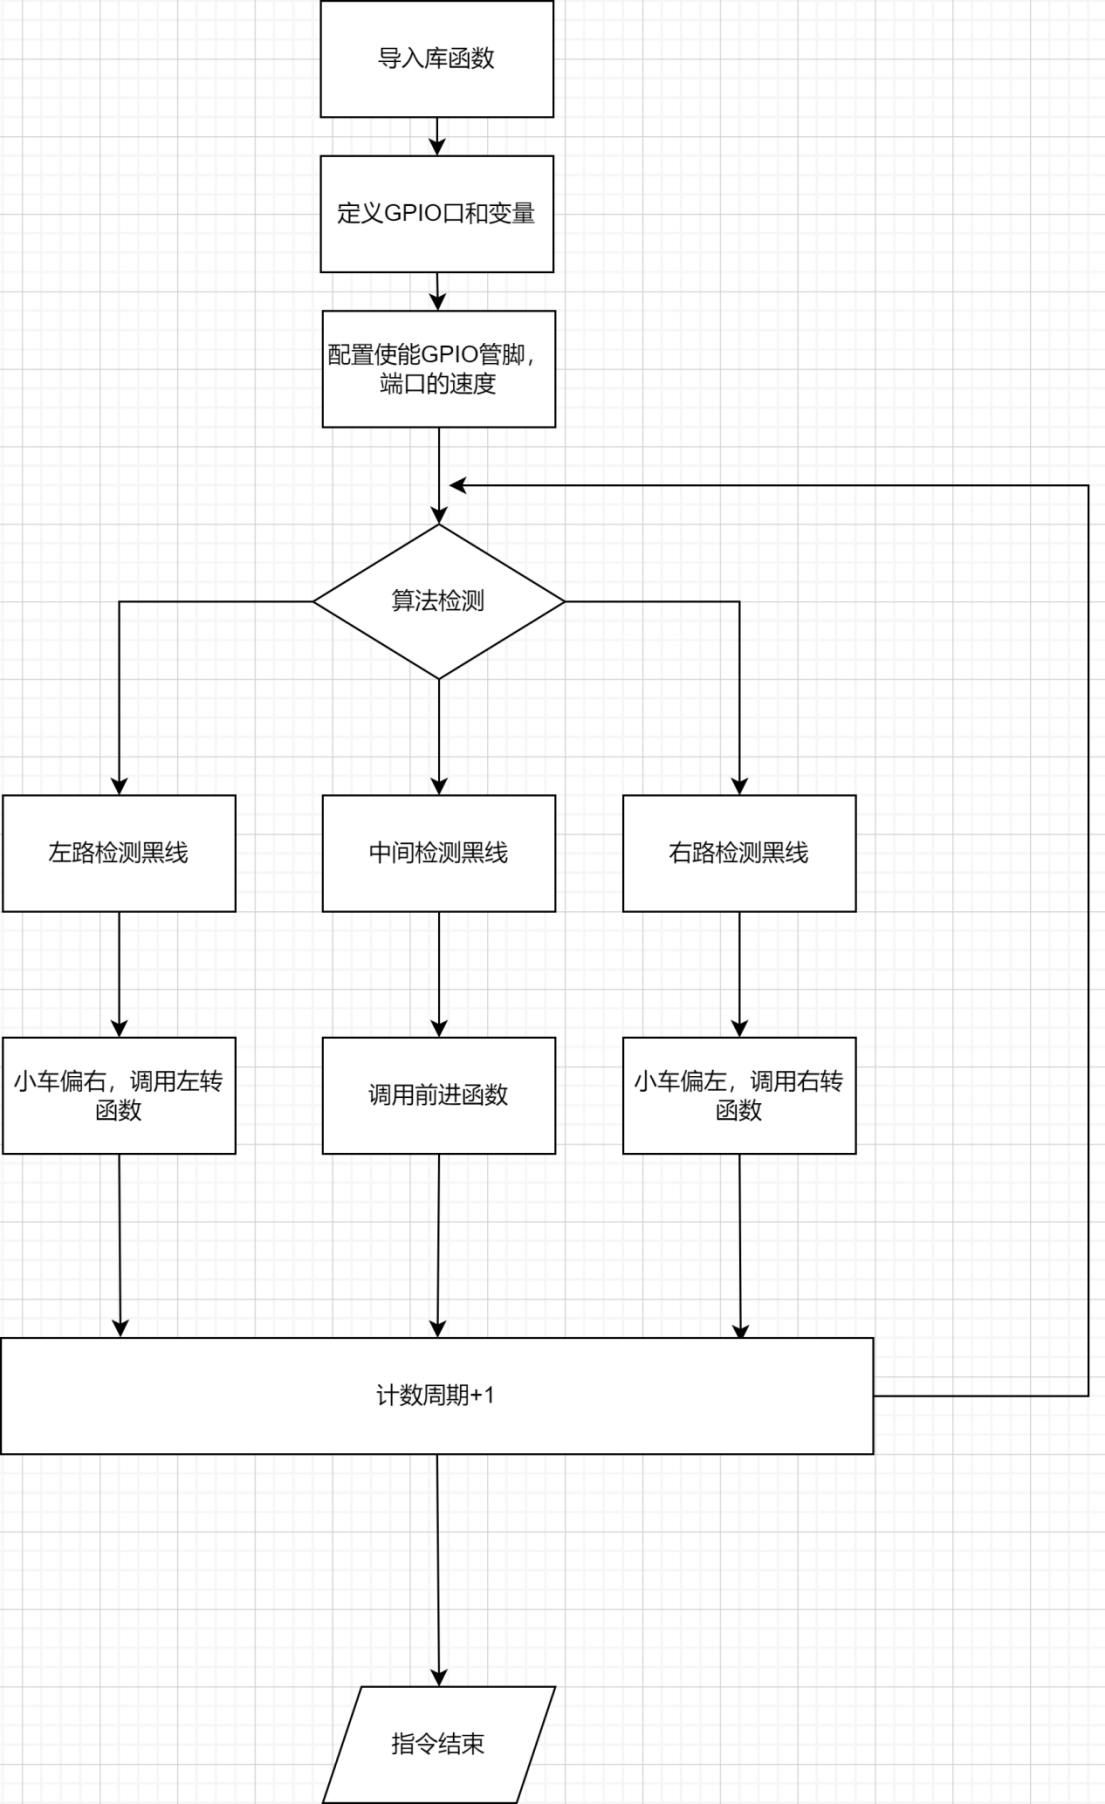 导入库函数
定义GPIO口和变量
配置使能GPIO管脚，
端口的速度
算法检测
左路检测黑线
中间检测黑线
右路检测黑线
小车偏右，调用左转
函数
调用前进函数
小车偏左，调用右转
函数
计数周期+1
指令结束